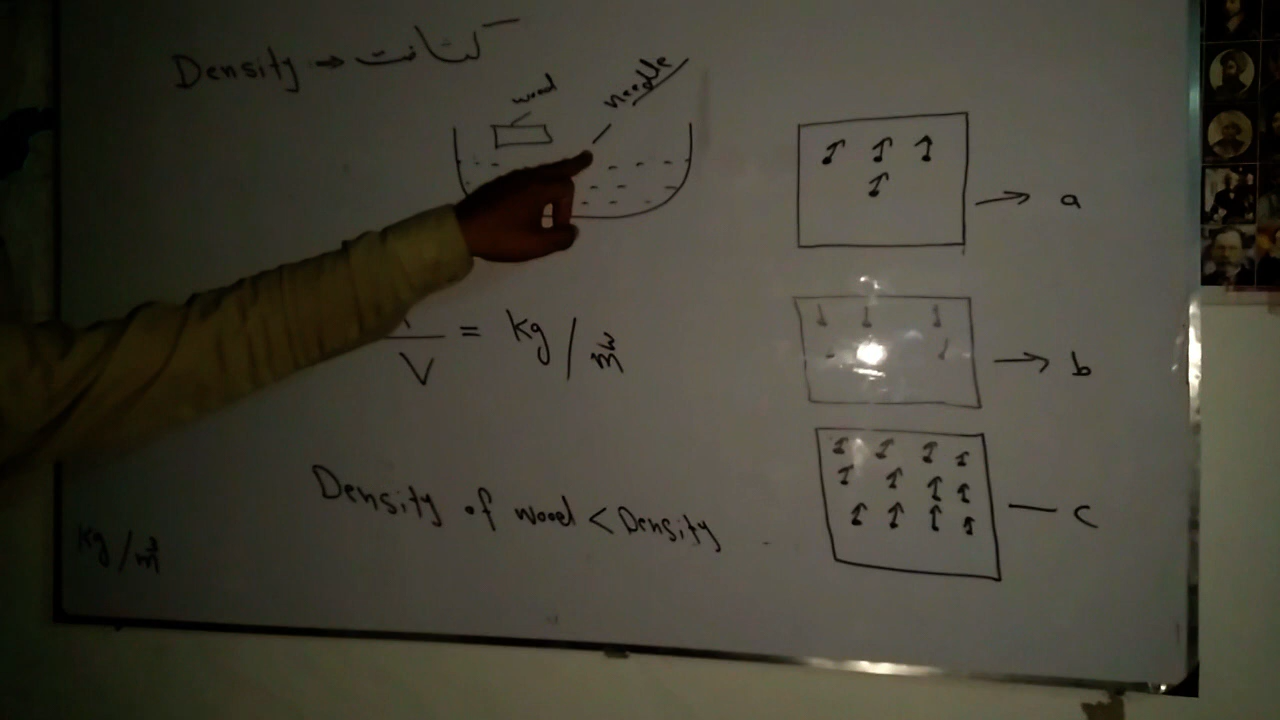 Density → کثافت
wood
needle
→ a
V = kg/m³
→ b
Density of wood < Density
c
kg/m³